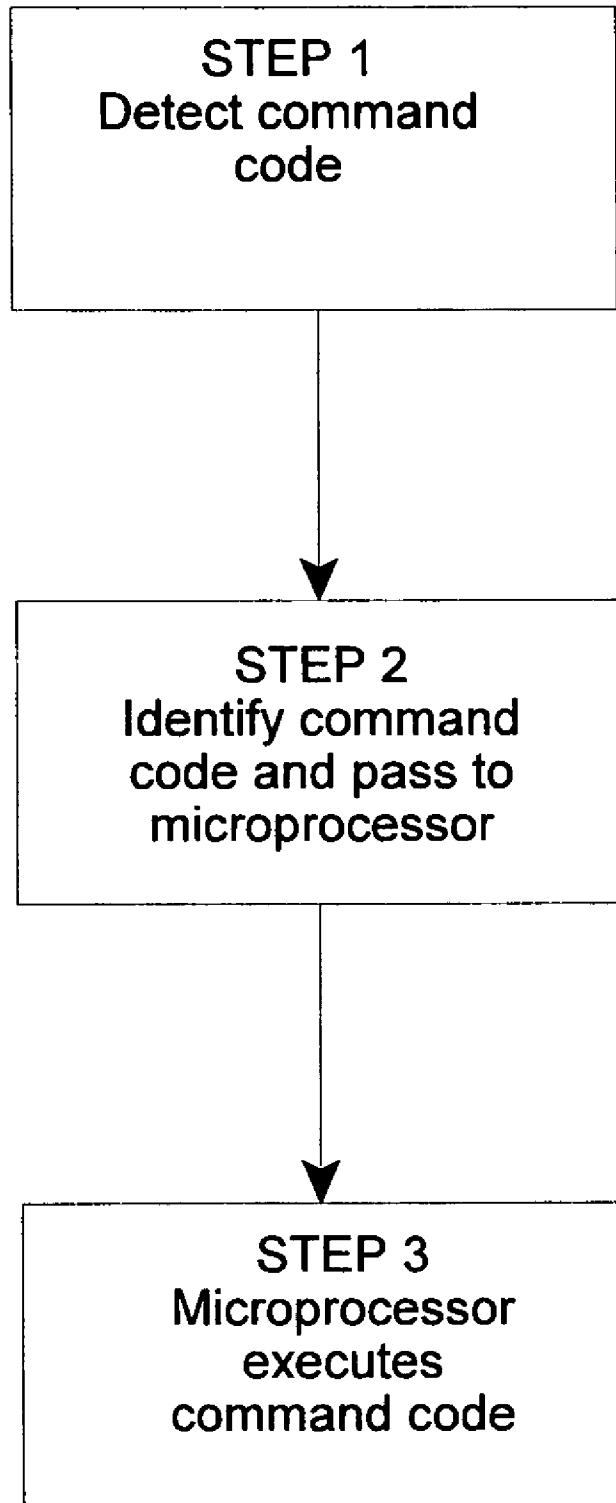 STEP 1
Detect command
code
STEP 2
Identify command
code and pass to
microprocessor
STEP 3
Microprocessor
executes
command code